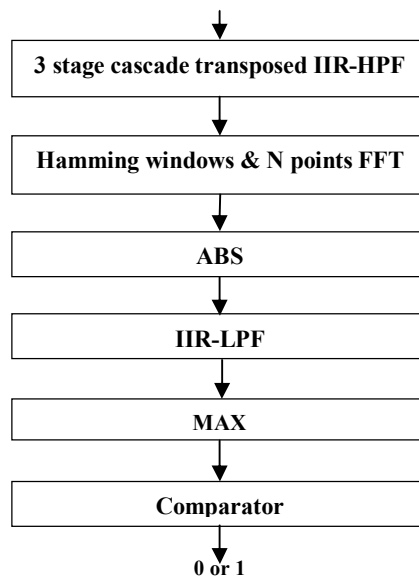 3 stage cascade transposed IIR-HPF
Hamming windows & N points FFT
ABS
IIR-LPF
MAX
Comparator
0 or 1